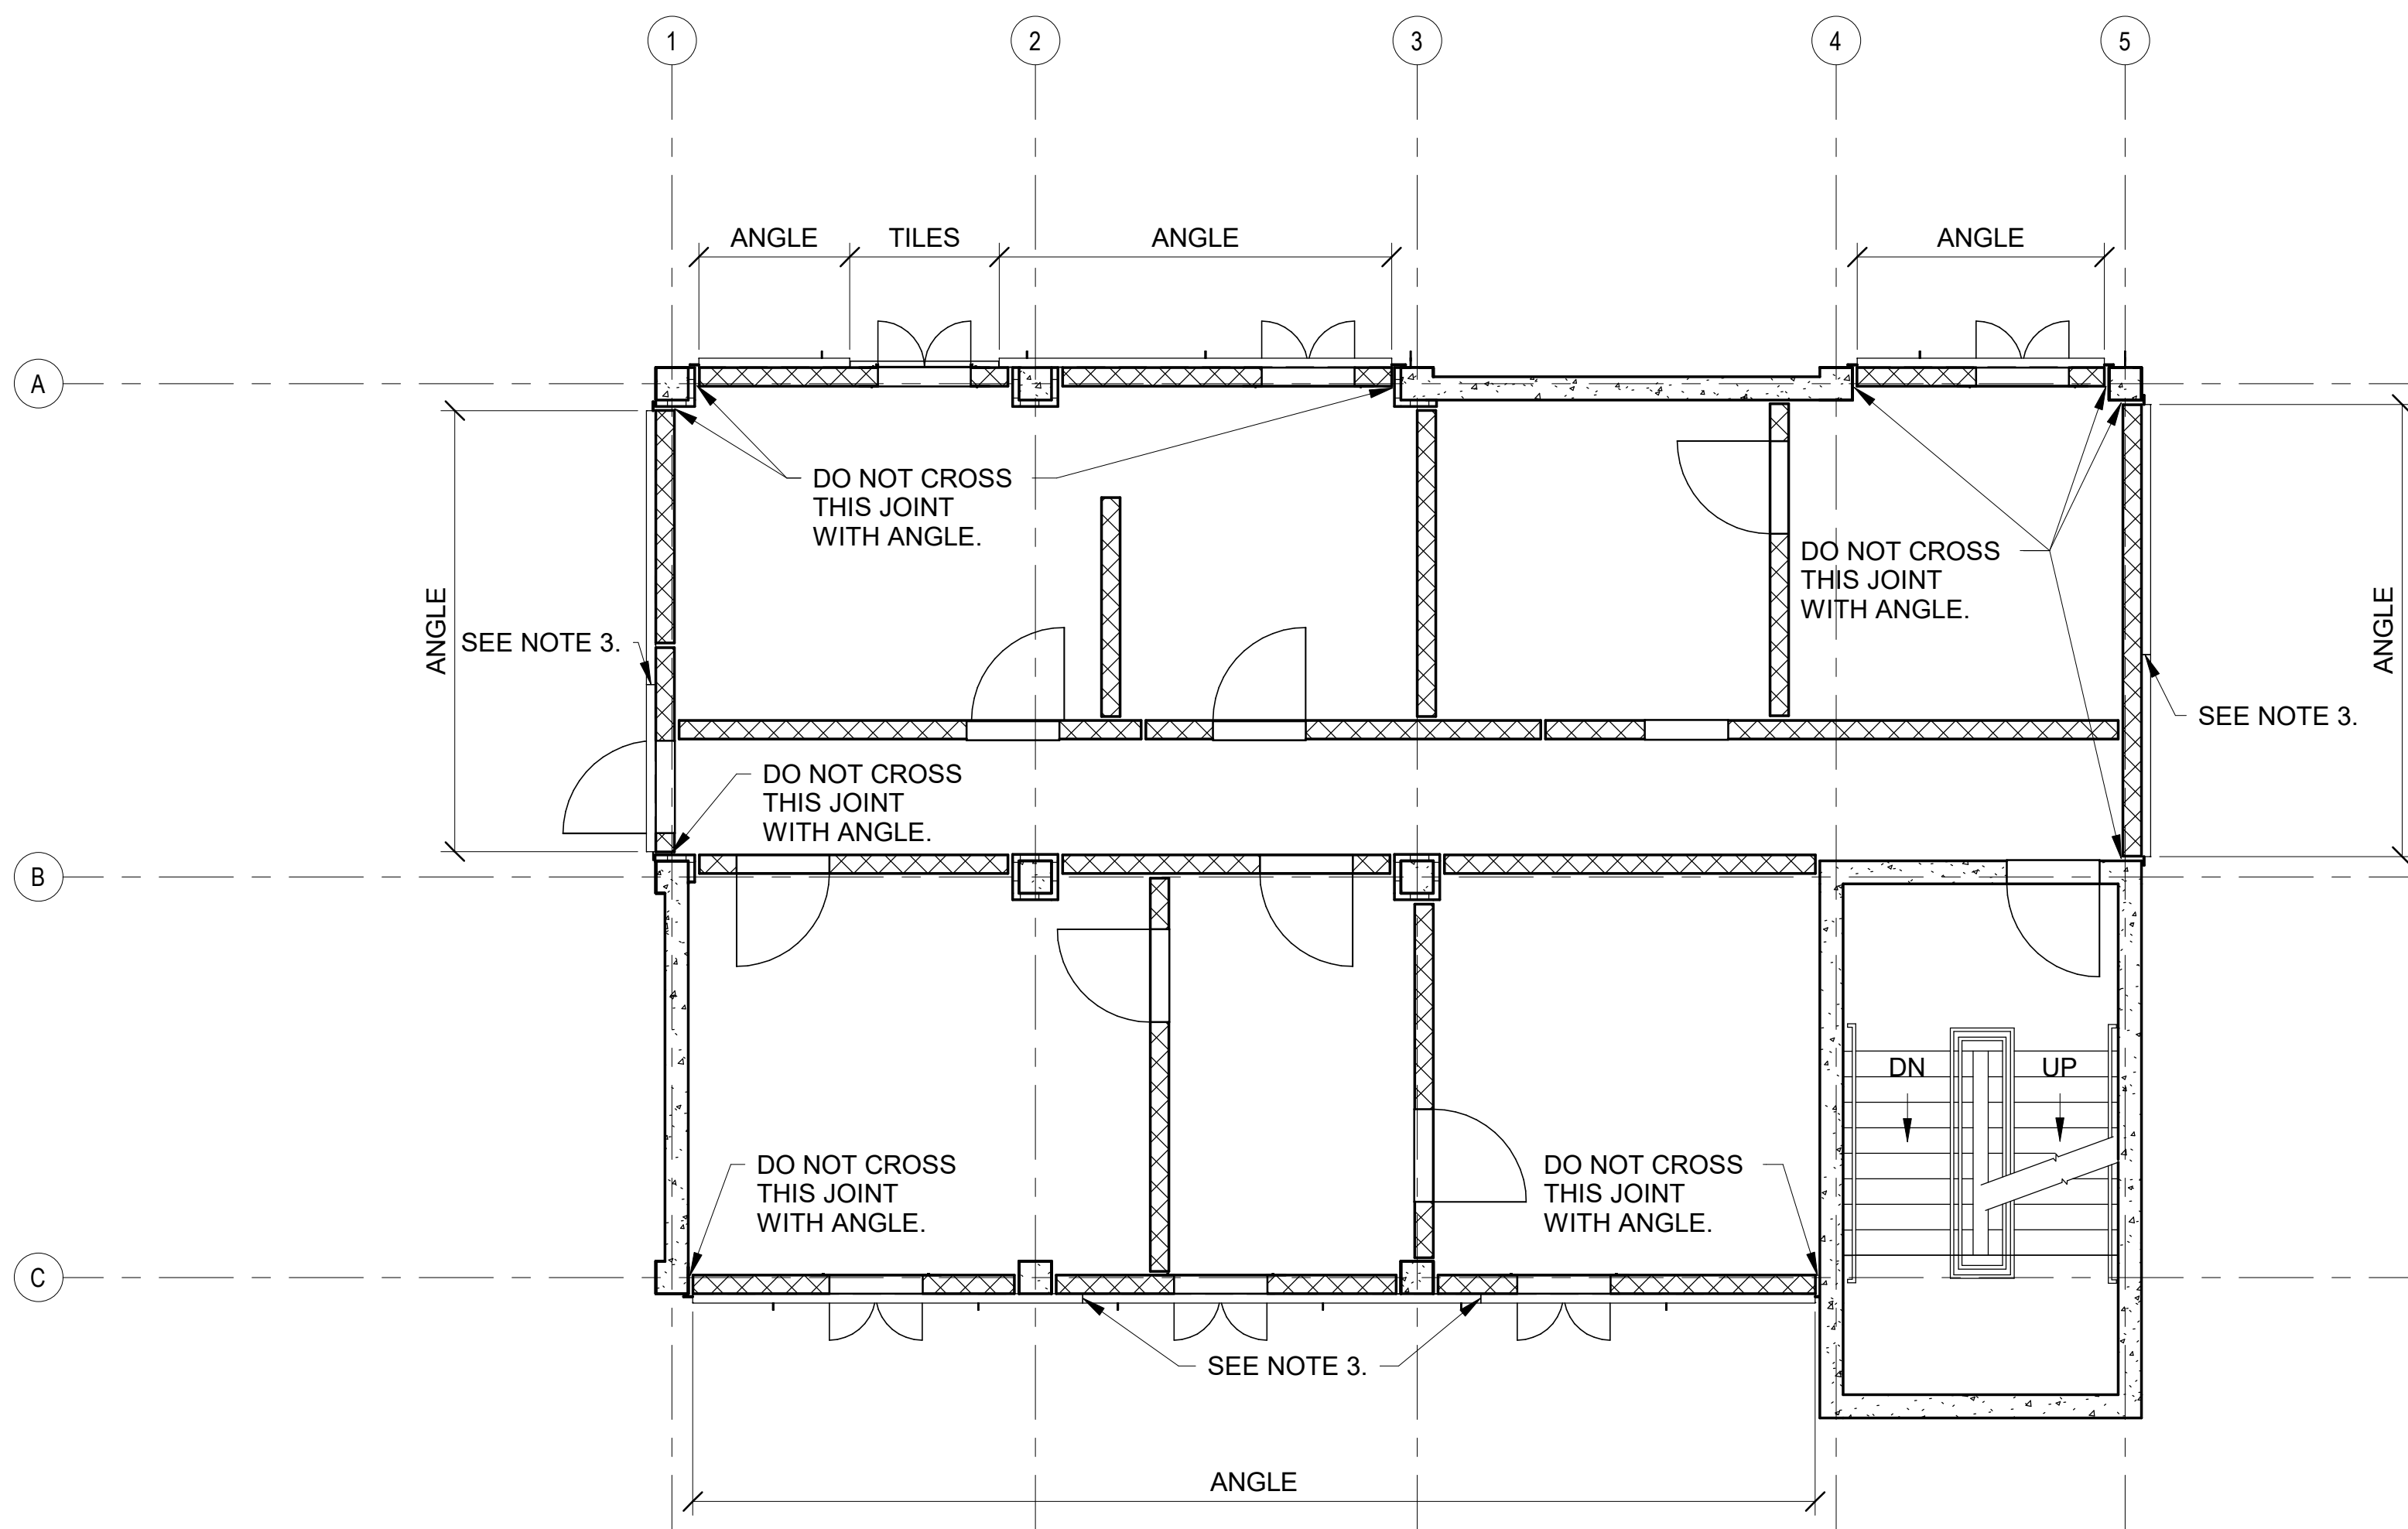 1
2
3
4
5
ANGLE
TILES
ANGLE
ANGLE
A
DO NOT CROSS
THIS JOINT
WITH ANGLE.
DO NOT CROSS
THIS JOINT
WITH ANGLE.
ANGLE
SEE NOTE 3.
ANGLE
SEE NOTE 3.
DO NOT CROSS
THIS JOINT
WITH ANGLE.
B
DN
UP
DO NOT CROSS
THIS JOINT
WITH ANGLE.
DO NOT CROSS
THIS JOINT
WITH ANGLE.
C
SEE NOTE 3.
ANGLE